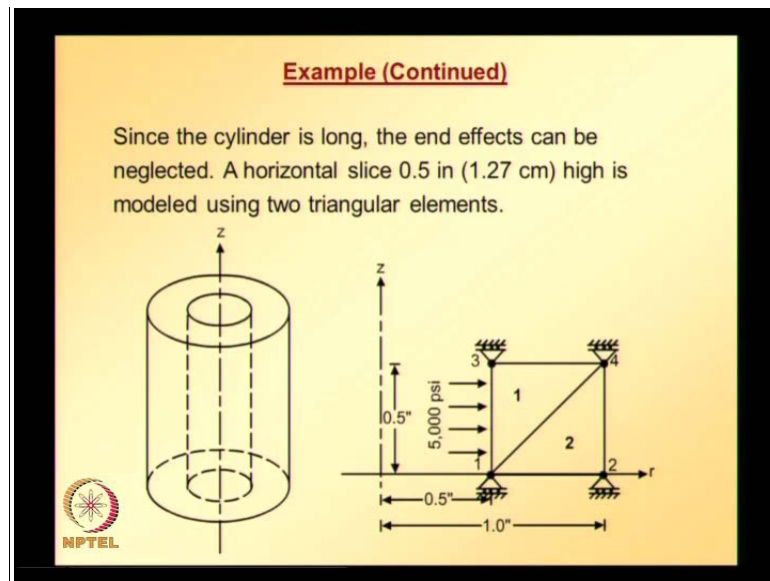 Example (Continued)
Since the cylinder is long, the end effects can be
neglected. A horizontal slice 0.5 in (1.27 cm) high is
modeled using two triangular elements.
z
z
3
4
1
0.5"
5,000 psi
2
1
2
r
0.5"
1.0"
NPTEL